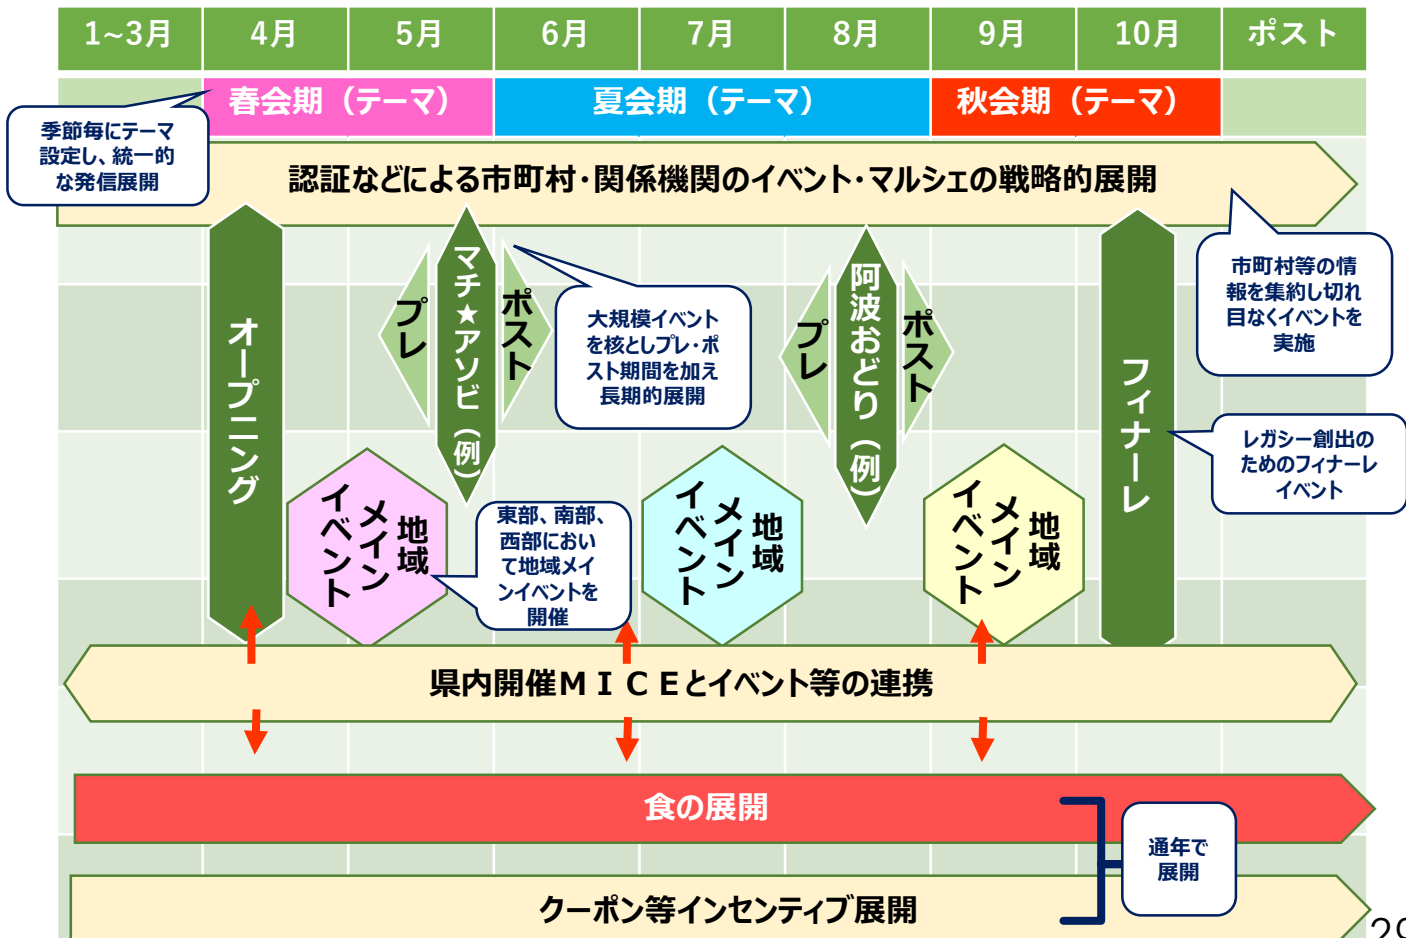 1~3月
4月
5月
6月
7月
8月
9月
10月
ポスト
春会期（テーマ）
夏会期（テーマ）
秋会期（テーマ）
季節毎にテーマ
設定し、統一的
な発信展開
認証などによる市町村・関係機関のイベント・マルシェの戦略的展開
市町村等の情
報を集約し切れ
目なくイベントを
実施
オープニング
プレ
マチ★アソビ（例）
ポスト
大規模イベント
を核としプレ・ポ
スト期間を加え
長期的展開
プレ
阿波おどり（例）
ポスト
フィナーレ
レガシー創出の
ためのフィナーレ
イベント
地域
メイン
イベント
東部、南部、
西部におい
て地域メイ
ンイベントを
開催
地域
メイン
イベント
地域
メイン
イベント
県内開催ＭＩＣＥとイベント等の連携
食の展開
通年で
展開
クーポン等インセンティブ展開
29